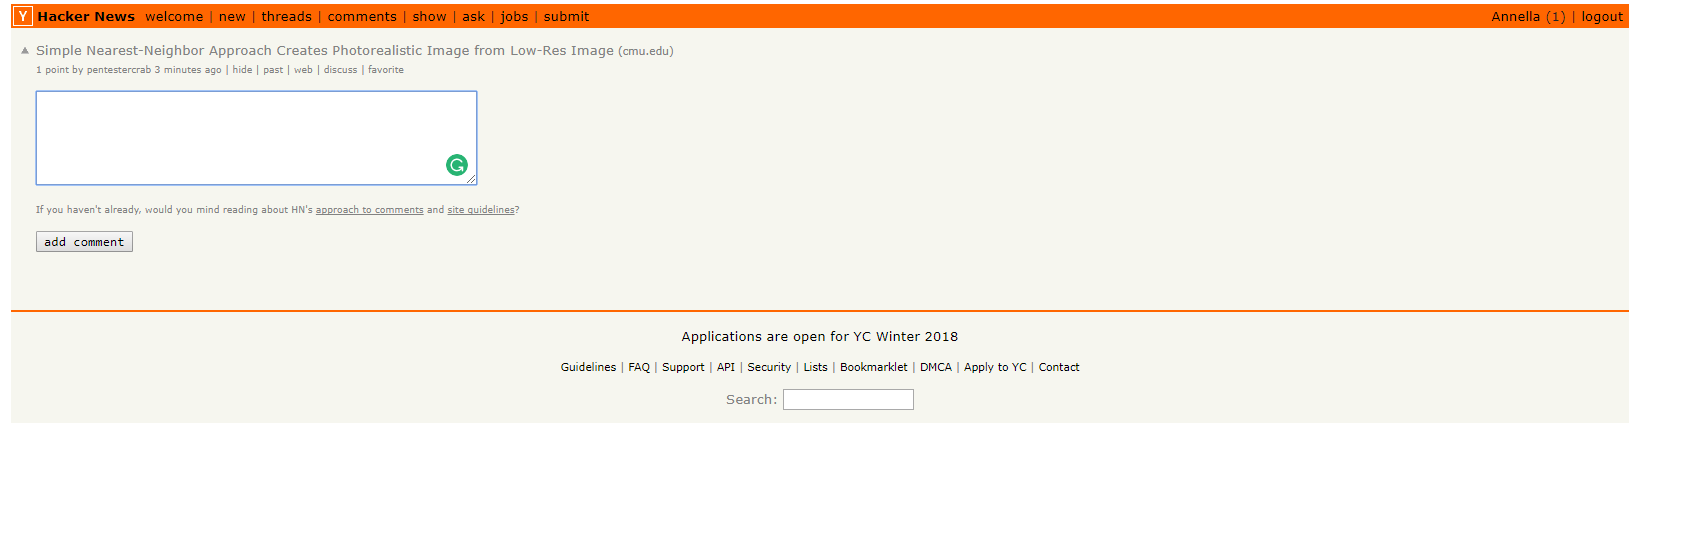 Y Hacker News welcome | new | threads | comments | show | ask | jobs | submit Annella (1) | logout
▲ Simple Nearest-Neighbor Approach Creates Photorealistic Image from Low-Res Image (cmu.edu)
1 point by pentestercrab 3 minutes ago | hide | past | web | discuss | favorite
If you haven't already, would you mind reading about HN's approach to comments and site guidelines?
add comment
Applications are open for YC Winter 2018
Guidelines | FAQ | Support | API | Security | Lists | Bookmarklet | DMCA | Apply to YC | Contact
Search: